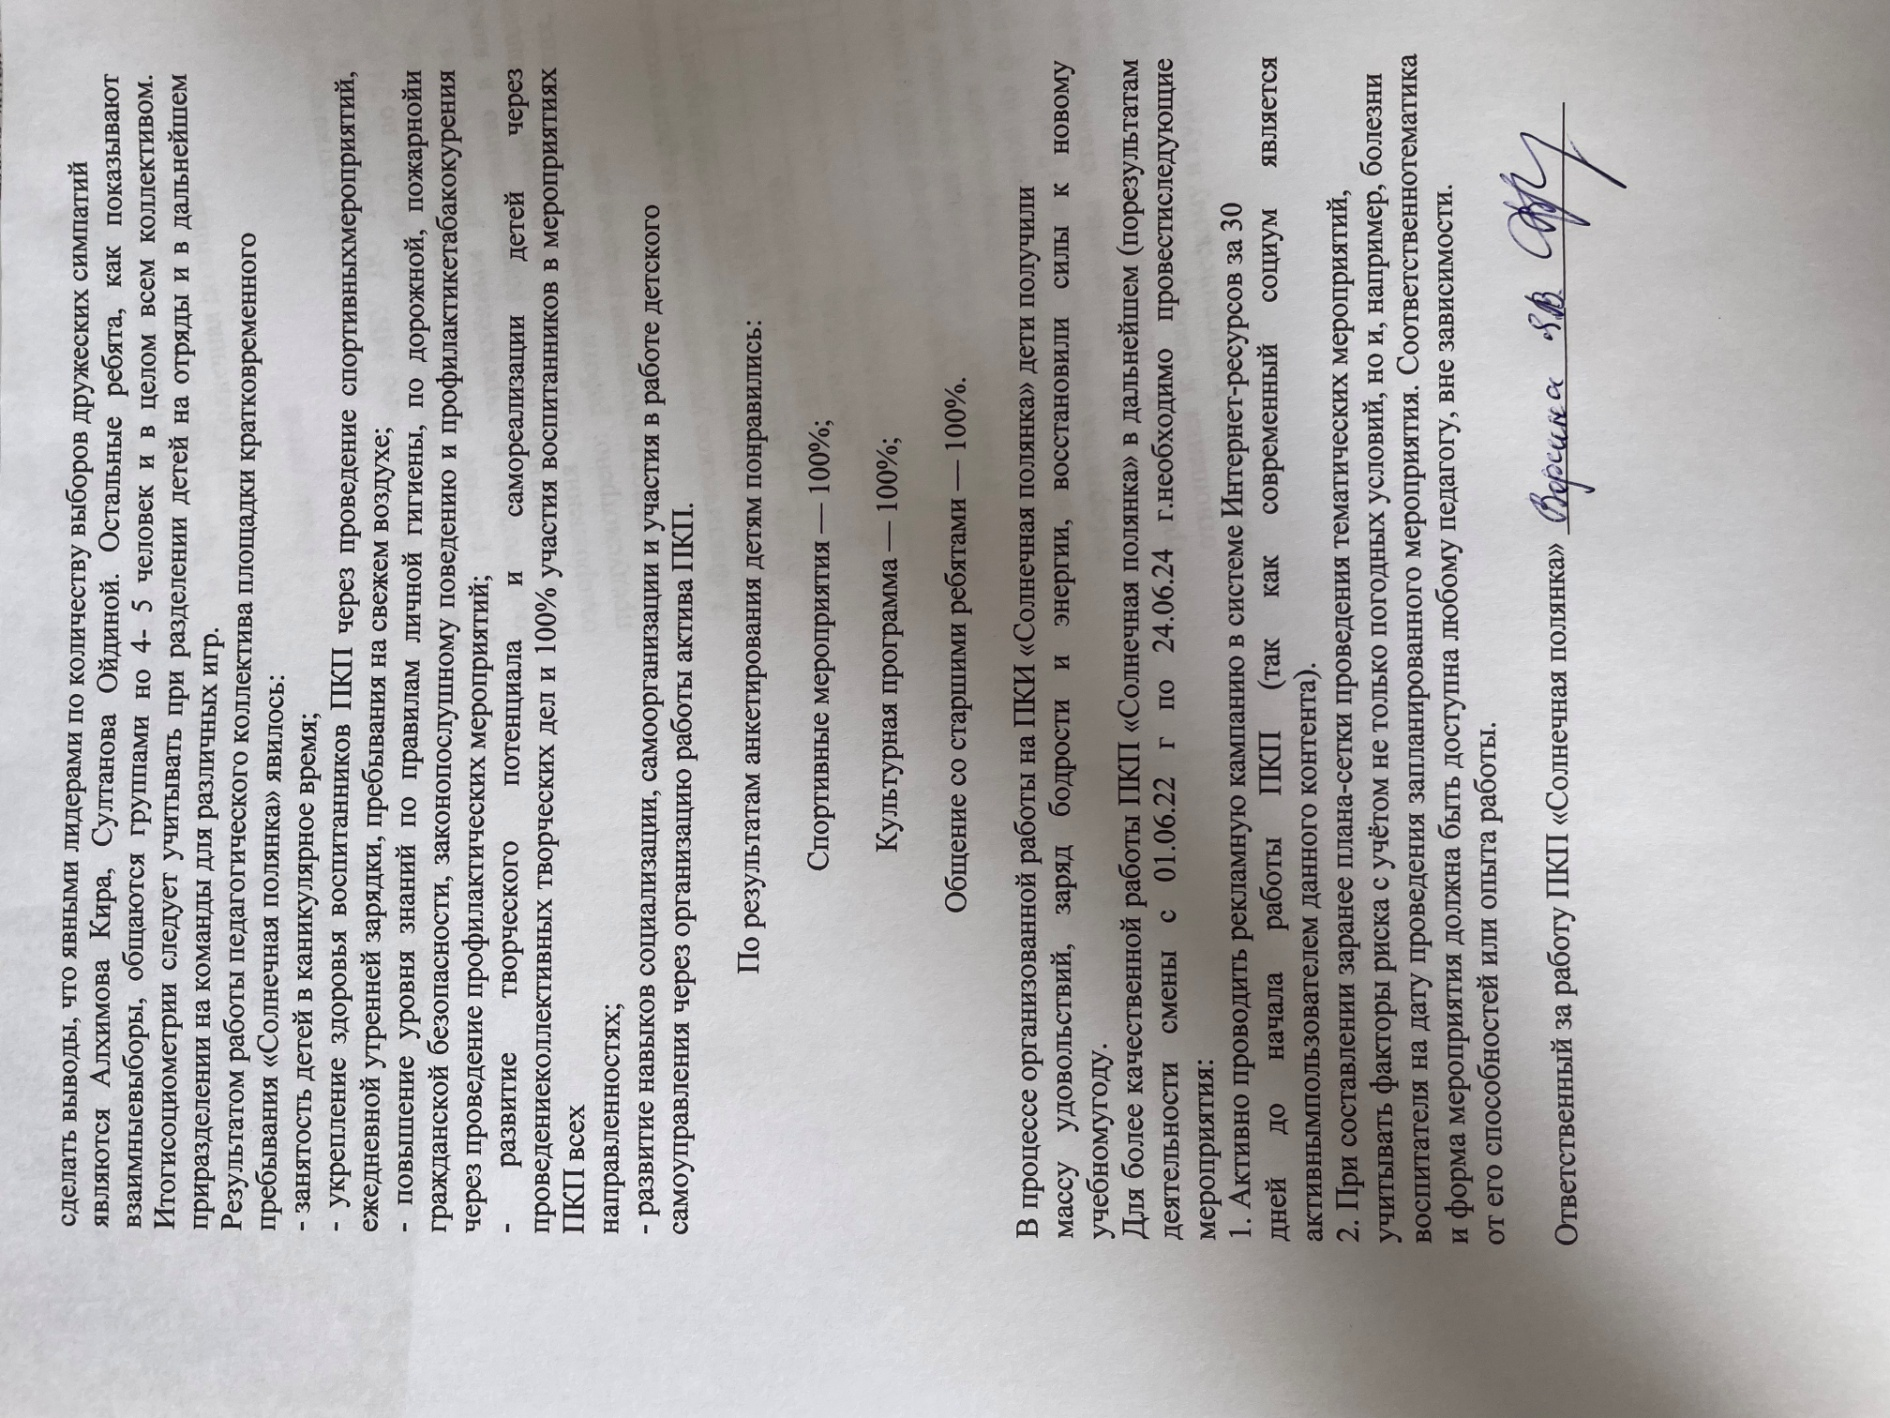 сделать выводы, что явными лидерами по количеству выборов дружеских симпатий
являются Алхимова Кира, Султанова Ойдиной. Остальные ребята, как показывают
взаимныевыборы, общаются группами но 4- 5 человек и в целом всем коллективом.
Итогисоциометрии следует учитывать при разделении детей на отряды и в дальнейшем
приразделении на команды для различных игр.
Результатом работы педагогического коллектива площадки кратковременного
пребывания «Солнечная полянка» явилось:
- занятость детей в каникулярное время;
- укрепление здоровья воспитанников ПКП через проведение спортивныхмероприятий,
ежедневной утренней зарядки, пребывания на свежем воздухе;
- повышение уровня знаний по правилам личной гигиены, по дорожной, пожарнойи
гражданской безопасности, законопослушному поведению и профилактикетабакокурения
через проведение профилактических мероприятий;
- развитие творческого потенциала и самореализации детей через
проведениеколлективных творческих дел и 100% участия воспитанников в мероприятиях
ПКП всех
направленностях;
- развитие навыков социализации, самоорганизации и участия в работе детского
самоуправления через организацию работы актива ПКП.
По результатам анкетирования детям понравились:
Спортивные мероприятия — 100%;
Культурная программа — 100%;
Общение со старшими ребятами — 100%.
В процессе организованной работы на ПКИ «Солнечная полянка» дети получили
массу удовольствий, заряд бодрости и энергии, восстановили силы к новому
учебномугоду.
Для более качественной работы ПКП «Солнечная полянка» в дальнейшем (порезультатам
деятельности смены с 01.06.22 г по 24.06.24 г.необходимо провестиследующие
мероприятия:
1. Активно проводить рекламную кампанию в системе Интернет-ресурсов за 30
дней до начала работы ПКП (так как современный социум является
активнымпользователем данного контента).
2. При составлении заранее плана-сетки проведения тематических мероприятий,
учитывать факторы риска с учётом не только погодных условий, но и, например, болезни
воспитателя на дату проведения запланированного мероприятия. Соответственнотематика
и форма мероприятия должна быть доступна любому педагогу, вне зависимости.
от его способностей или опыта работы.
Ответственный за работу ПКП «Солнечная полянка»